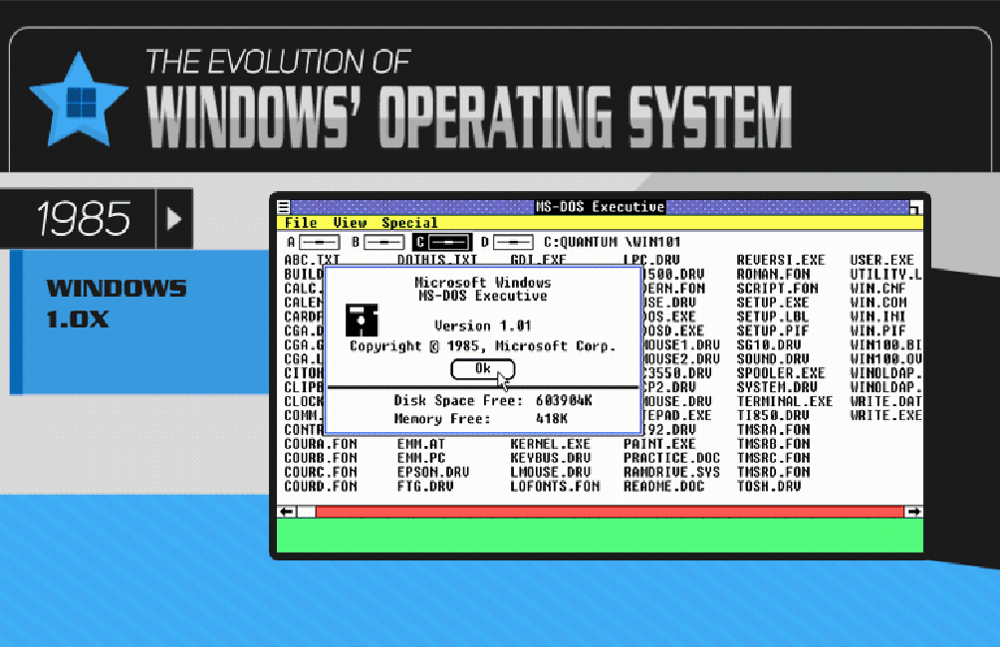 THE EVOLUTION OF
WINDOWS' OPERATING SYSTEM
1985
WINDOWS
1.0X
MS-DOS Executive
File View Special
A B C D C:QUANTUM \WIN101
ABC.TXT DOTHIS.TXT GDI.EXE LPC.DRV REVERSI.EXE USER.EXE
BUILD J500.DRV ROMAN.FON UTILITY.L
CALC. DERN.FON SCRIPT.FON WIN.CNF
CALEN USE.DRV SETUP.EXE WIN.COM
CARDF OS.EXE SETUP.LBL WIN.INI
CGA.D OSD.EXE SETUP.PIF WIN.PIF
CGA.G MOUSE1.DRV SG10.DRV WIN100.BI
CGA.L MOUSE2.DRV SOUND.DRV WIN100.OV
CITOH C3550.DRV SPOOLER.EXE WINOLDAP.
CLIPB CP2.DRV SYSTEM.DRV WINOLDAP.
CLOCK MOUSE.DRV TERMINAL.EXE WRITE.DAT
COMM. TEPAD.EXE TI850.DRV WRITE.EXE
CONTR 92.DRV TMSRA.FON
COURA.FON EMM.AT KERNEL.EXE PAINT.EXE TMSRB.FON
COURB.FON EMM.PC KEYBUS.DRV PRACTICE.DOC TMSRC.FON
COURC.FON EPSON.DRV LMOUSE.DRV RAMDRIVE.SYS TMSRD.FON
COURD.FON FTG.DRV LOFONTS.FON README.DOC TOSH.DRV
Microsoft Windows
MS-DOS Executive
Version 1.01
Copyright © 1985, Microsoft Corp.
Ok
Disk Space Free: 603904K
Memory Free: 418K